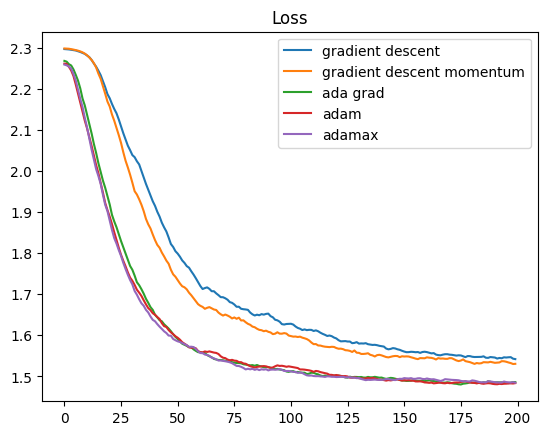 Loss
2.3
2.2
2.1
2.0
1.9
1.8
1.7
1.6
1.5
gradient descent
gradient descent momentum
ada grad
adam
adamax
0 25 50 75 100 125 150 175 200